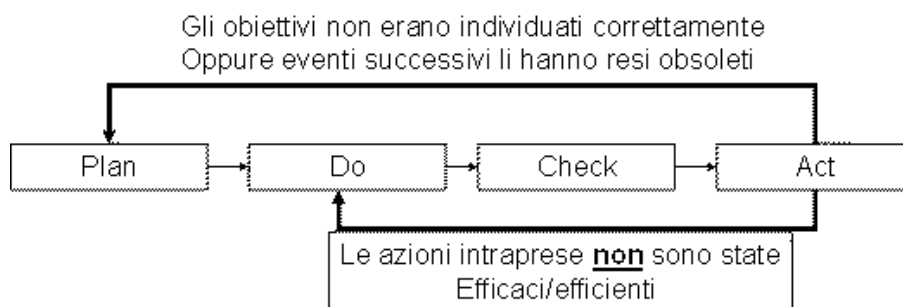 Gli obiettivi non erano individuati correttamente
Oppure eventi successivi li hanno resi obsoleti
Plan
Do
Check
Act
Le azioni intraprese non sono state
Efficaci/efficienti